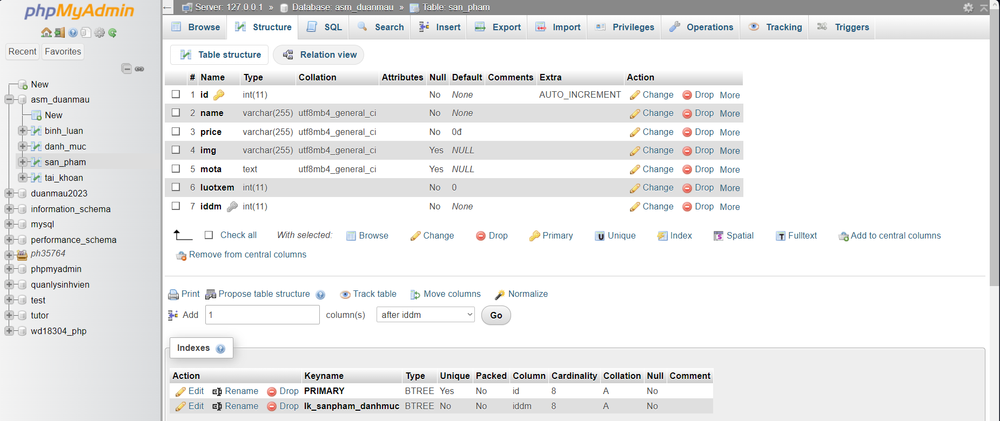 phpMyAdmin
Recent Favorites
New
asm_duanmau
New
binh_luan
danh_muc
san_pham
tai_khoan
duanmau2023
information_schema
mysql
performance_schema
ph35764
phpmyadmin
quanlysinhvien
test
tutor
wd18304_php
← Server: 127.0.0.1 » Database: asm_duanmau » Table: san_pham
Browse Structure SQL Search Insert Export Import Privileges Operations Tracking Triggers
Table structure Relation view
# Name Type Collation Attributes Null Default Comments Extra Action
1 id int(11) No None AUTO_INCREMENT Change Drop More
2 name varchar(255) utf8mb4_general_ci No None Change Drop More
3 price varchar(255) utf8mb4_general_ci No 0đ Change Drop More
4 img varchar(255) utf8mb4_general_ci Yes NULL Change Drop More
5 mota text utf8mb4_general_ci Yes NULL Change Drop More
6 luotxem int(11) No 0 Change Drop More
7 iddm int(11) No None Change Drop More
Check all With selected: Browse Change Drop Primary Unique Index Spatial Fulltext Add to central columns
Remove from central columns
Print Propose table structure Track table Move columns Normalize
Add 1 column(s) after iddm Go
Indexes
Action Keyname Type Unique Packed Column Cardinality Collation Null Comment
Edit Rename Drop PRIMARY BTREE Yes No id 8 A No
Edit Rename Drop lk_sanpham_danhmuc BTREE No No iddm 8 A No